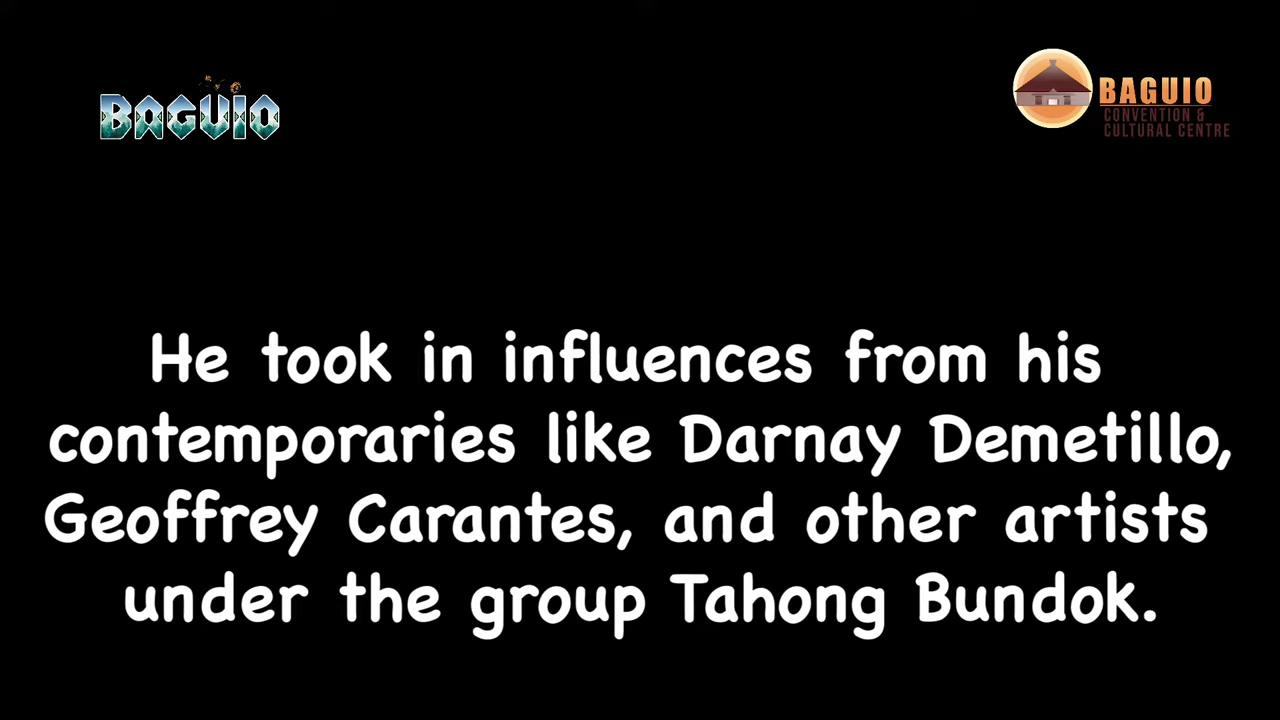 BAGUIO
BAGUIO
CONVENTION &
CULTURAL CENTRE
He took in influences from his
contemporaries like Darnay Demetillo,
Geoffrey Carantes, and other artists
under the group Tahong Bundok.